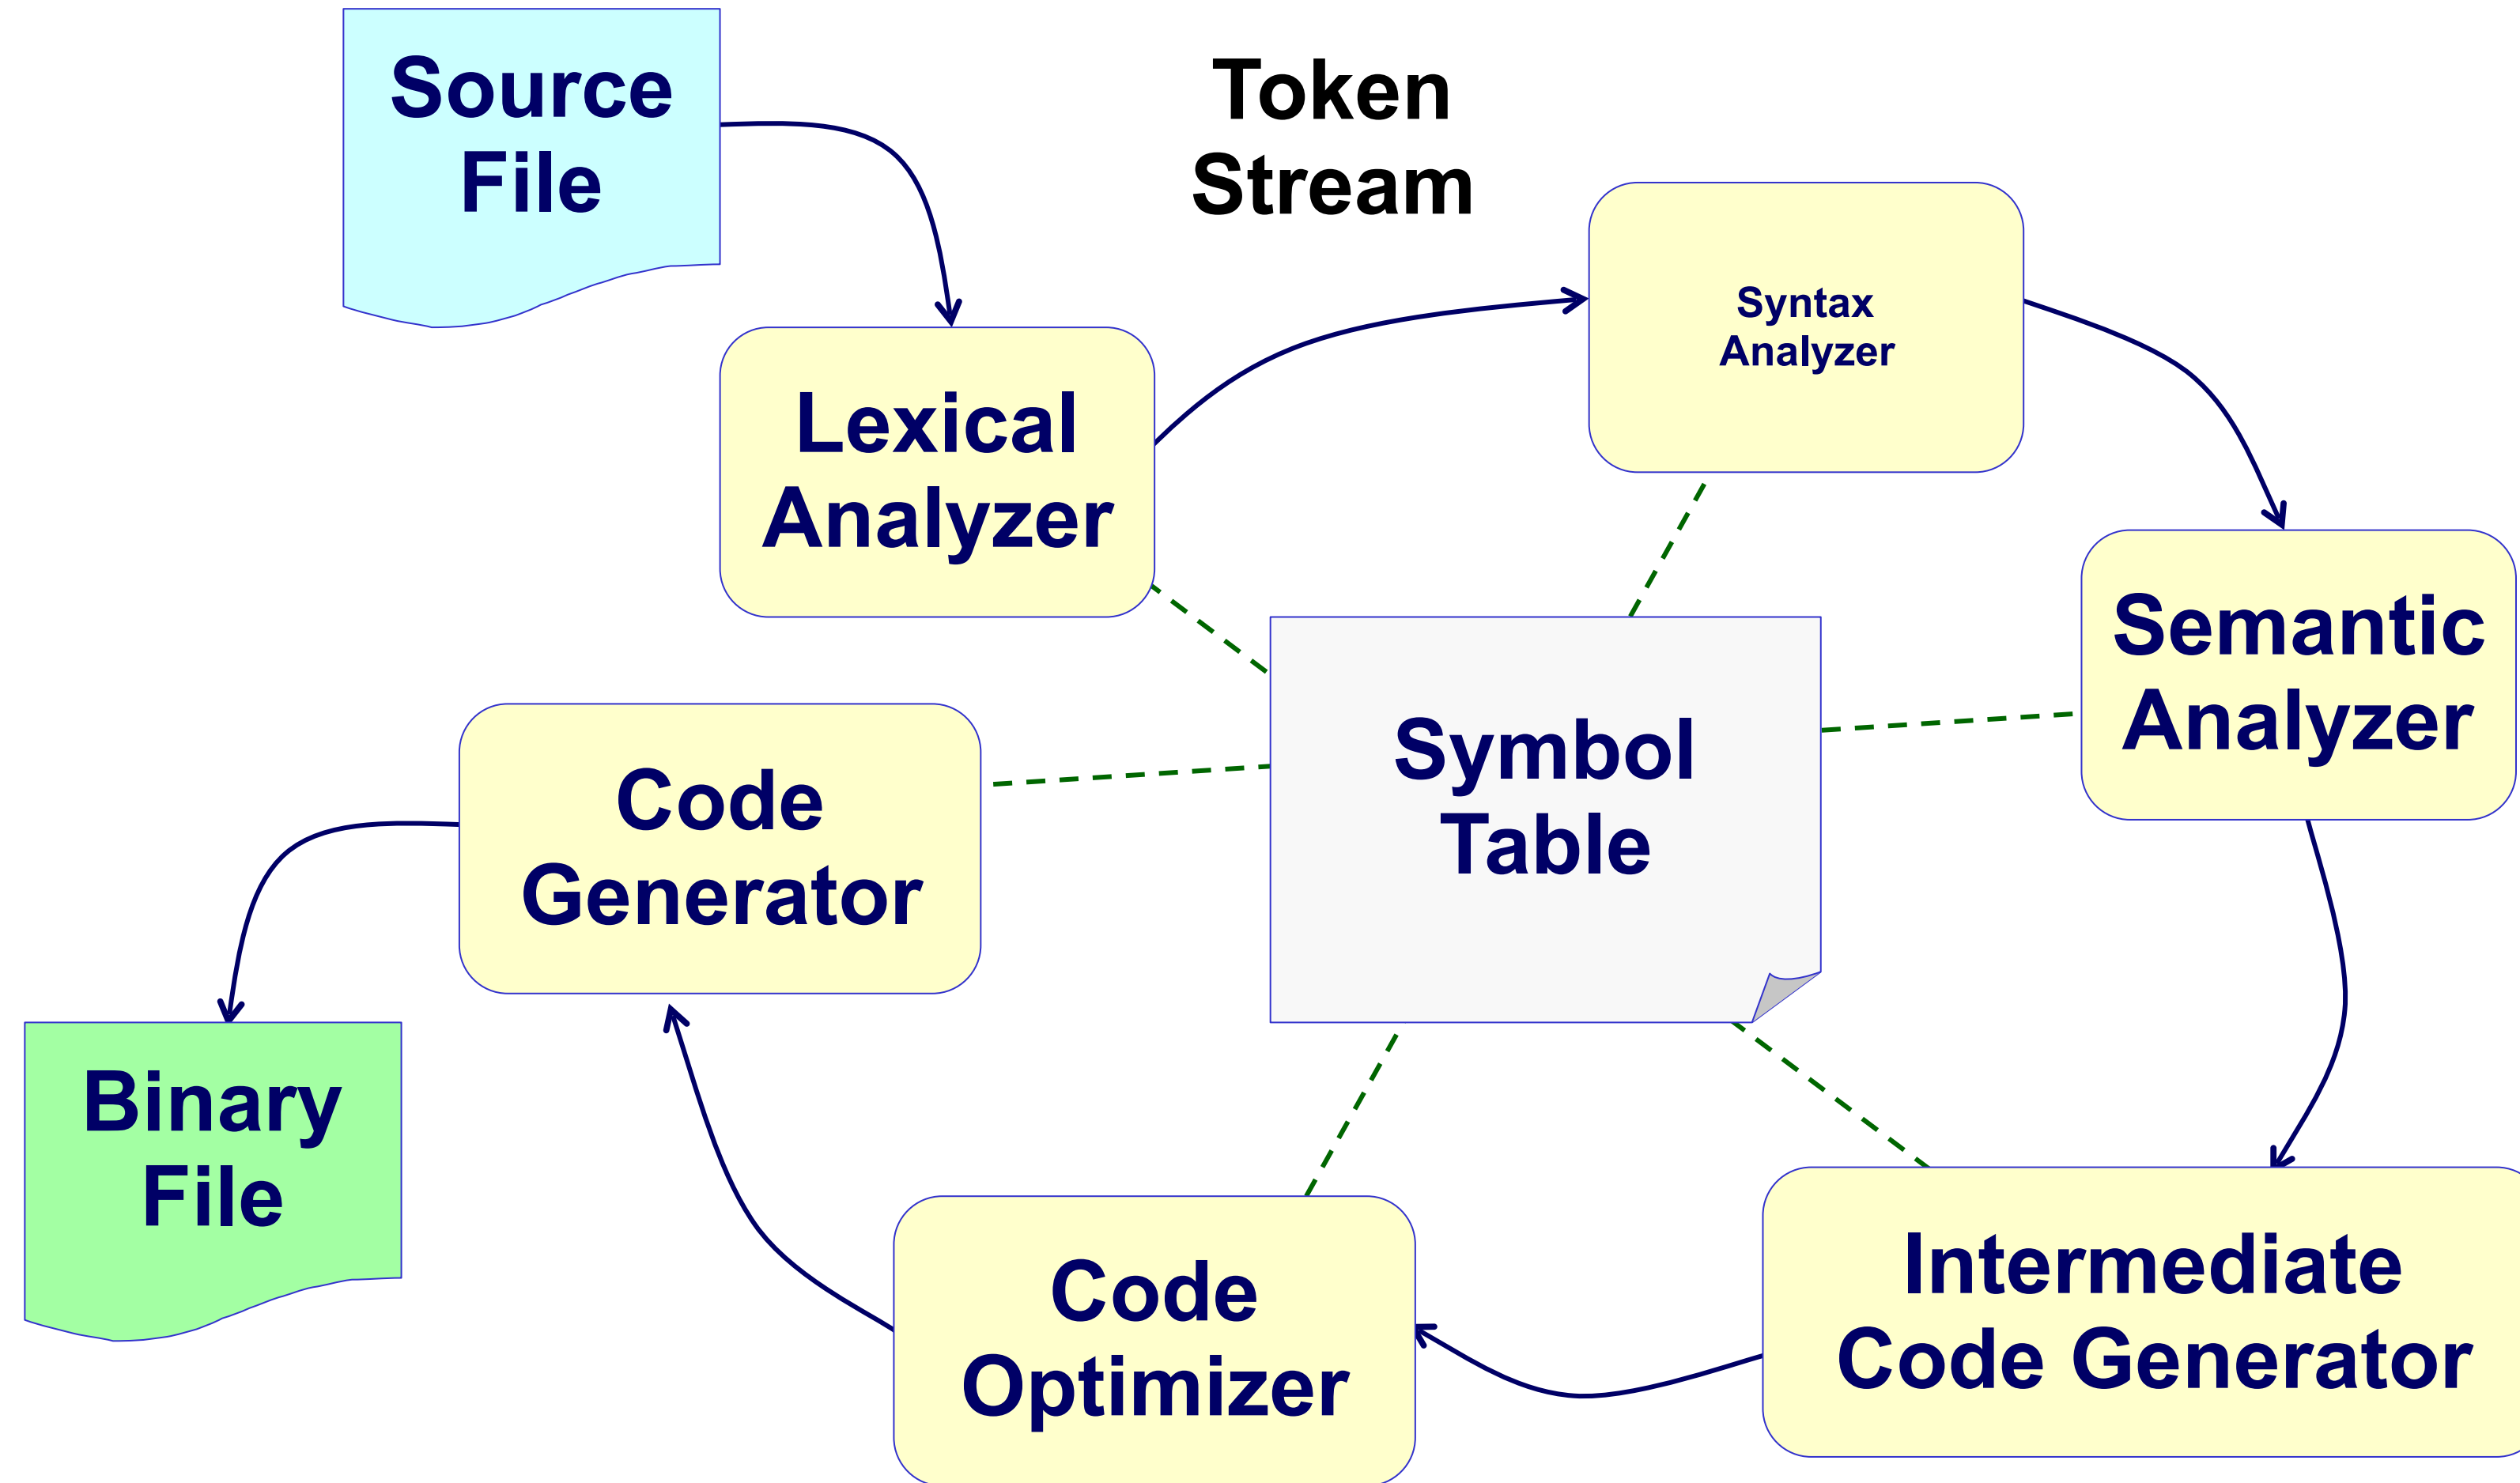 Source
File
Token
Stream
Syntax
Analyzer
Lexical
Analyzer
Semantic
Analyzer
Symbol
Table
Code
Generator
Binary
File
Code
Optimizer
Intermediate
Code Generator